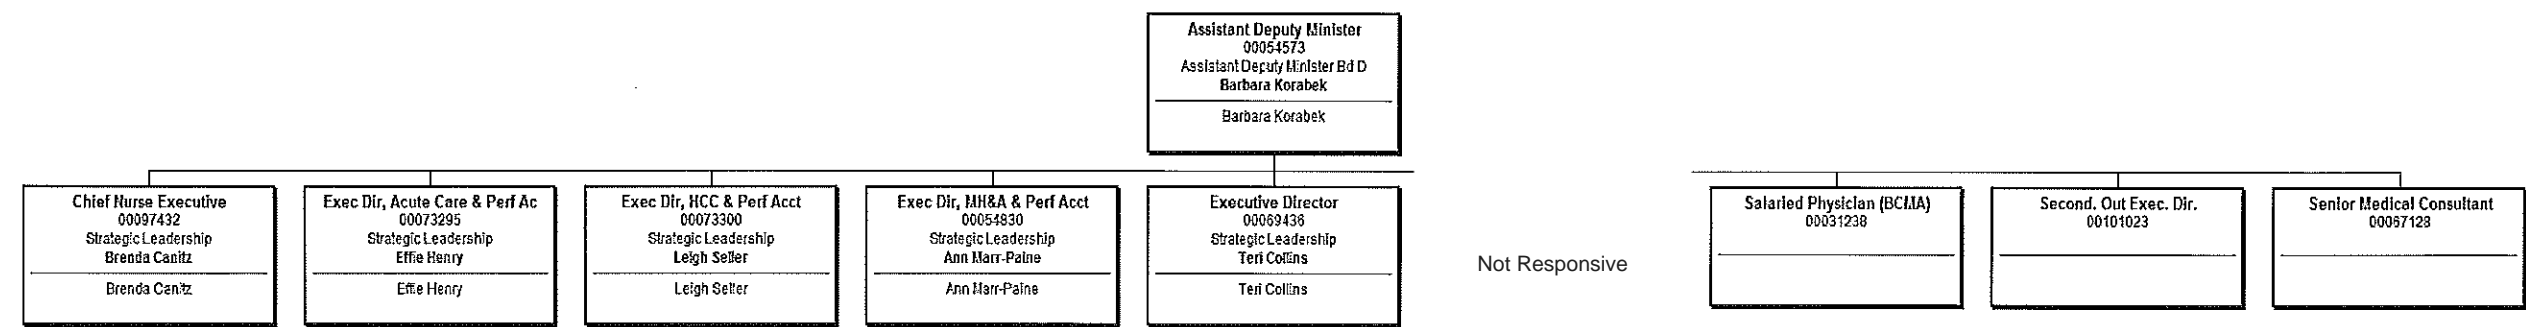 Assistant Deputy Minister
00054573
Assistant Deputy Minister Bd D
Barbara Korabek
Barbara Korabek
Chief Nurse Executive
00097432
Strategic Leadership
Brenda Canitz
Brenda Canitz
Exec Dir, Acute Care & Perf Ac
00073295
Strategic Leadership
Effie Henry
Effie Henry
Exec Dir, HCC & Perf Acct
00073300
Strategic Leadership
Leigh Seller
Leigh Seller
Exec Dir, MH&A & Perf Acct
00054830
Strategic Leadership
Ann Marr-Paine
Ann Marr-Paine
Executive Director
00069436
Strategic Leadership
Teri Collins
Teri Collins
Not Responsive
Salaried Physician (BCMA)
00031238
Second. Out Exec. Dir.
00101023
Senior Medical Consultant
00067128